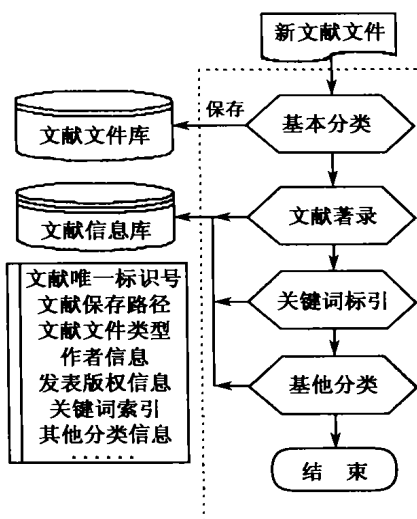 新文献文件
保存
基本分类
文献文件库
文献著录
文献信息库
关键词标引
文献唯一标识号
文献保存路径
文献文件类型
作者信息
发表版权信息
关键词索引
其他分类信息
······
基他分类
结 束